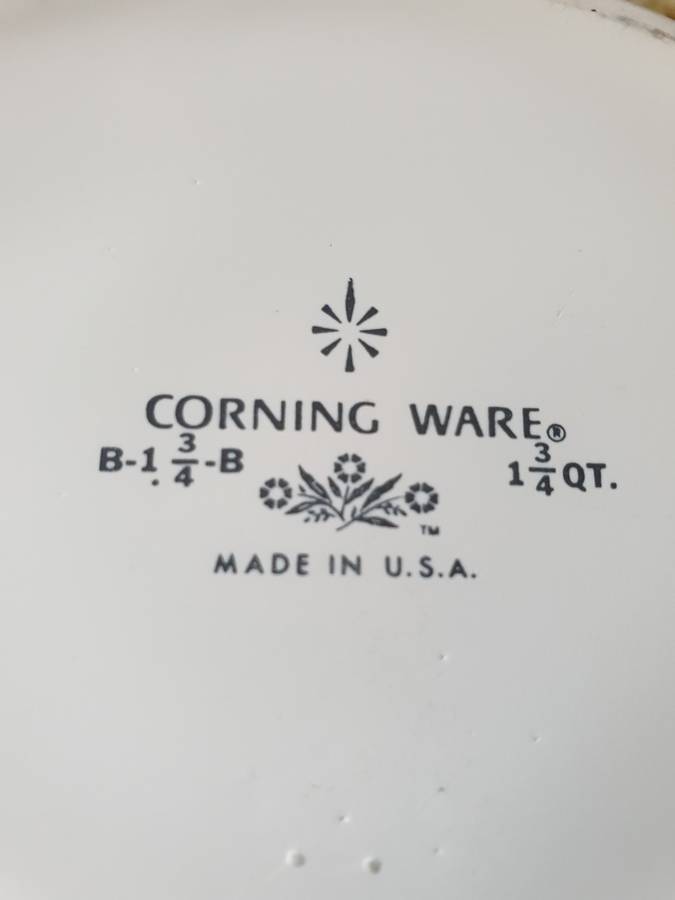 CORNING WARE®
B-1 3/4-B 1 3/4 QT.
TM
MADE IN U.S.A.